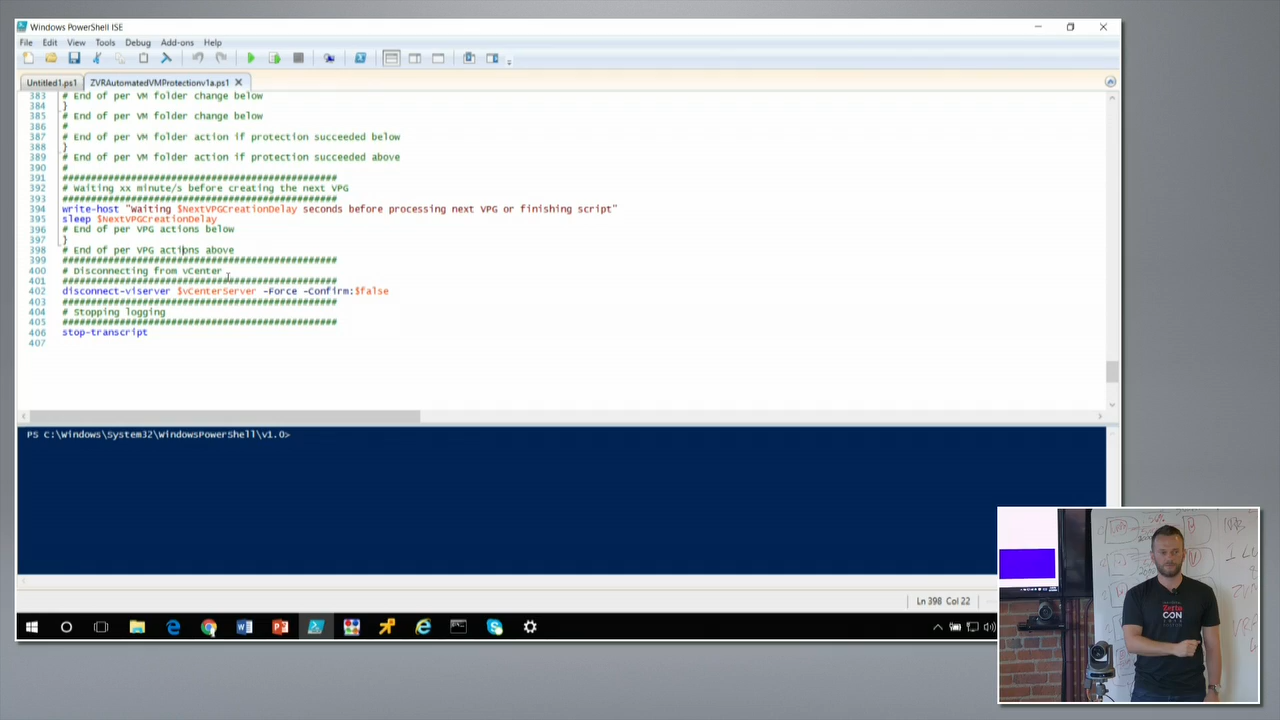 Windows PowerShell ISE
File Edit View Tools Debug Add-ons Help
Untitled1.ps1 ZVRAutomatedVMProtectionv1a.ps1
383 # End of per VM folder change below
384 }
385 # End of per VM folder change below
386 #
387 # End of per VM folder action if protection succeeded below
388 }
389 # End of per VM folder action if protection succeeded above
390 #
391 ################################################
392 # Waiting xx minute/s before creating the next VPG
393 ################################################
394 write-host "Waiting $NextVPGCreationDelay seconds before processing next VPG or finishing script"
395 sleep $NextVPGCreationDelay
396 # End of per VPG actions below
397 }
398 # End of per VPG actions above
399 ################################################
400 # Disconnecting from vCenter
401 ################################################
402 disconnect-viserver $vCenterServer -Force -Confirm:$false
403 ################################################
404 # Stopping logging
405 ################################################
406 stop-transcript
407
PS C:\Windows\System32\WindowsPowerShell\v1.0>
Ln 398 Col 22
Zerto
CON